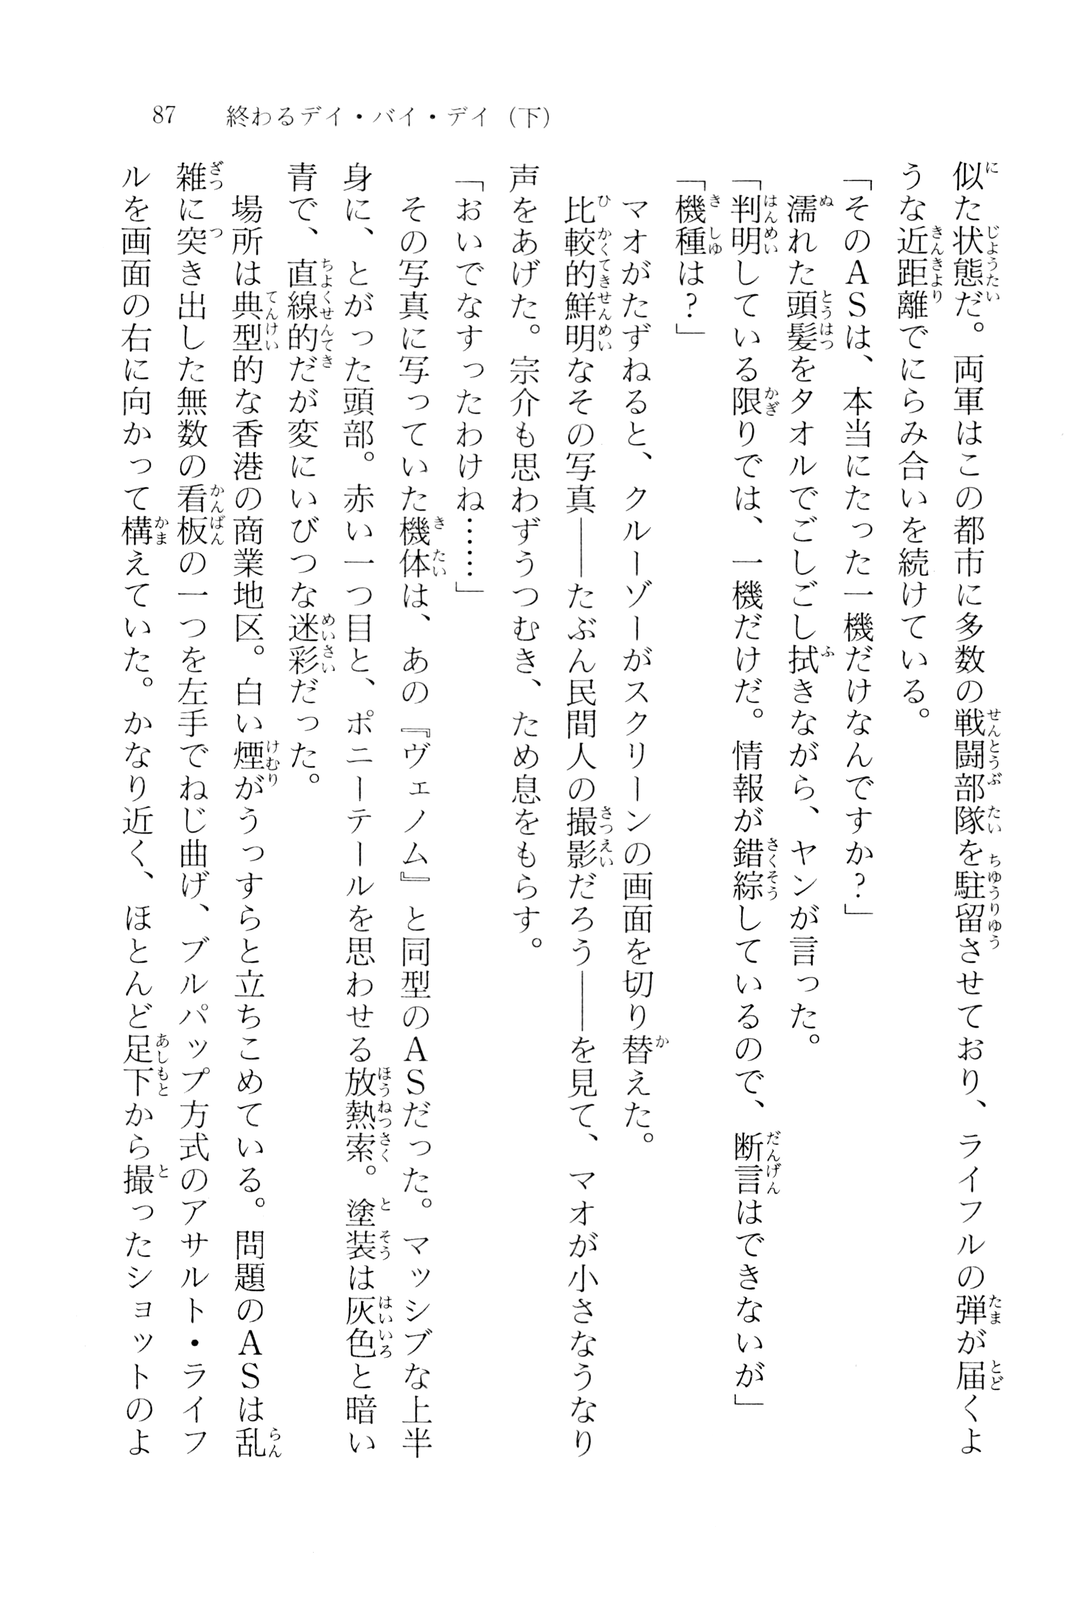 87　終わるデイ・バイ・デイ（下）
似た状態だ。両軍はこの都市に多数の戦闘部隊を駐留させており、ライフルの弾が届くよ
うな近距離でにらみ合いを続けている。
「そのＡＳは、本当にたった一機だけなんですか？」
　濡れた頭髪をタオルでごしごし拭きながら、ヤンが言った。
「判明している限りでは、一機だけだ。情報が錯綜しているので、断言はできないが」
「機種は？」
　マオがたずねると、クルーゾーがスクリーンの画面を切り替えた。
　比較的鮮明なその写真――たぶん民間人の撮影だろう――を見て、マオが小さなうなり
声をあげた。宗介も思わずうつむき、ため息をもらす。
「おいでなすったわけね……」
　その写真に写っていた機体は、あの『ヴェノム』と同型のＡＳだった。マッシブな上半
身に、とがった頭部。赤い一つ目と、ポニーテールを思わせる放熱索。塗装は灰色と暗い
青で、直線的だが変にいびつな迷彩だった。
　場所は典型的な香港の商業地区。白い煙がうっすらと立ちこめている。問題のＡＳは乱
雑に突き出した無数の看板の一つを左手でねじ曲げ、ブルパップ方式のアサルト・ライフ
ルを画面の右に向かって構えていた。かなり近く、ほとんど足下から撮ったショットのよ